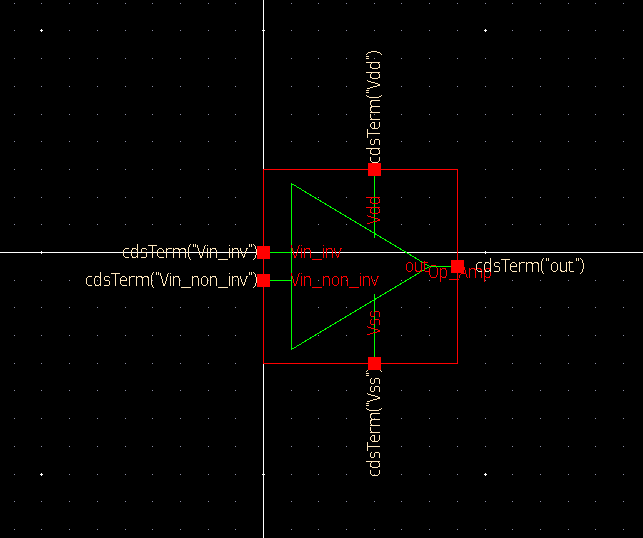 cdsTerm("Vdd")
Vdd
cdsTerm("Vin_inv")
Vin_inv
cdsTerm("Vin_non_inv")
Vin_non_inv
out
Op_Amp
cdsTerm("out")
Vss
cdsTerm("Vss")